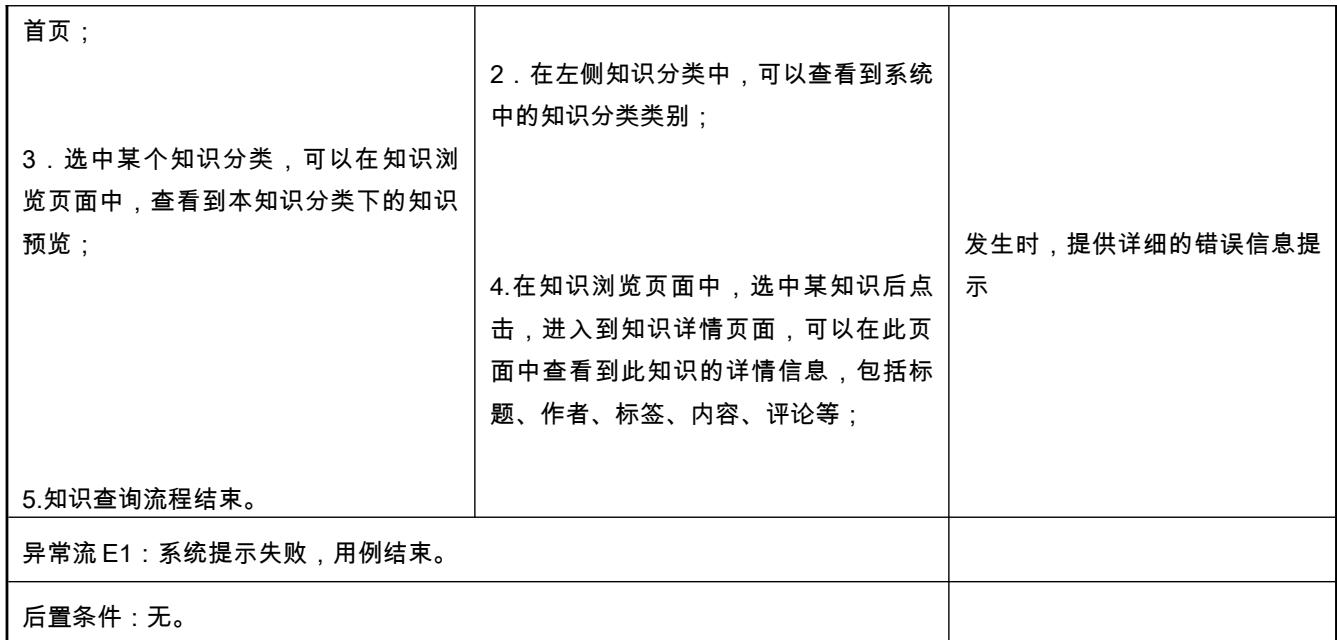 首页；
3．选中某个知识分类，可以在知识浏
览页面中，查看到本知识分类下的知识
预览；
5.知识查询流程结束。
2．在左侧知识分类中，可以查看到系统
中的知识分类类别；
4.在知识浏览页面中，选中某知识后点
击，进入到知识详情页面，可以在此页
面中查看到此知识的详情信息，包括标
题、作者、标签、内容、评论等；
发生时，提供详细的错误信息提
示
异常流 E1：系统提示失败，用例结束。
后置条件：无。